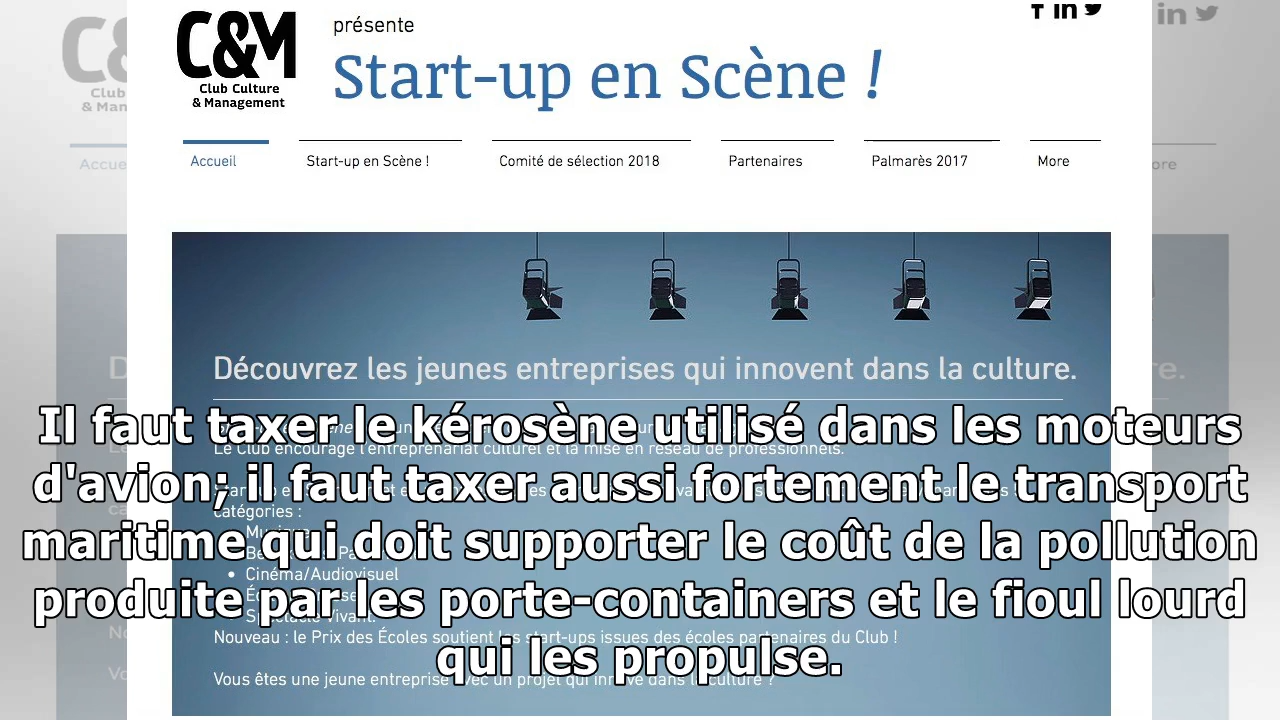 C&M
Club Culture
& Management
présente
Start-up en Scène !
Accueil
Start-up en Scène !
Comité de sélection 2018
Partenaires
Palmarès 2017
More
Découvrez les jeunes entreprises qui innovent dans la culture.
Il faut taxer le kérosène utilisé dans les moteurs
d'avion; il faut taxer aussi fortement le transport
maritime qui doit supporter le coût de la pollution
produite par les porte-containers et le fioul lourd
qui les propulse.
Le Club encourage l'entreprenariat culturel et la mise en réseau de professionnels.
catégories :
• Cinéma/Audiovisuel
Nouveau : le Prix des Écoles soutient les start-ups issues des écoles partenaires du Club !
Vous êtes une jeune entreprise avec un projet qui innove dans la culture ?